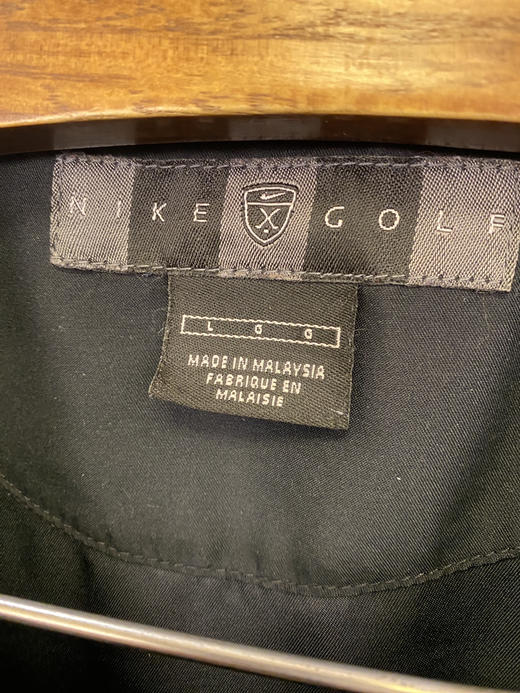 NIKE GOLF
L G G
MADE IN MALAYSIA
FABRIQUE EN
MALAISIE